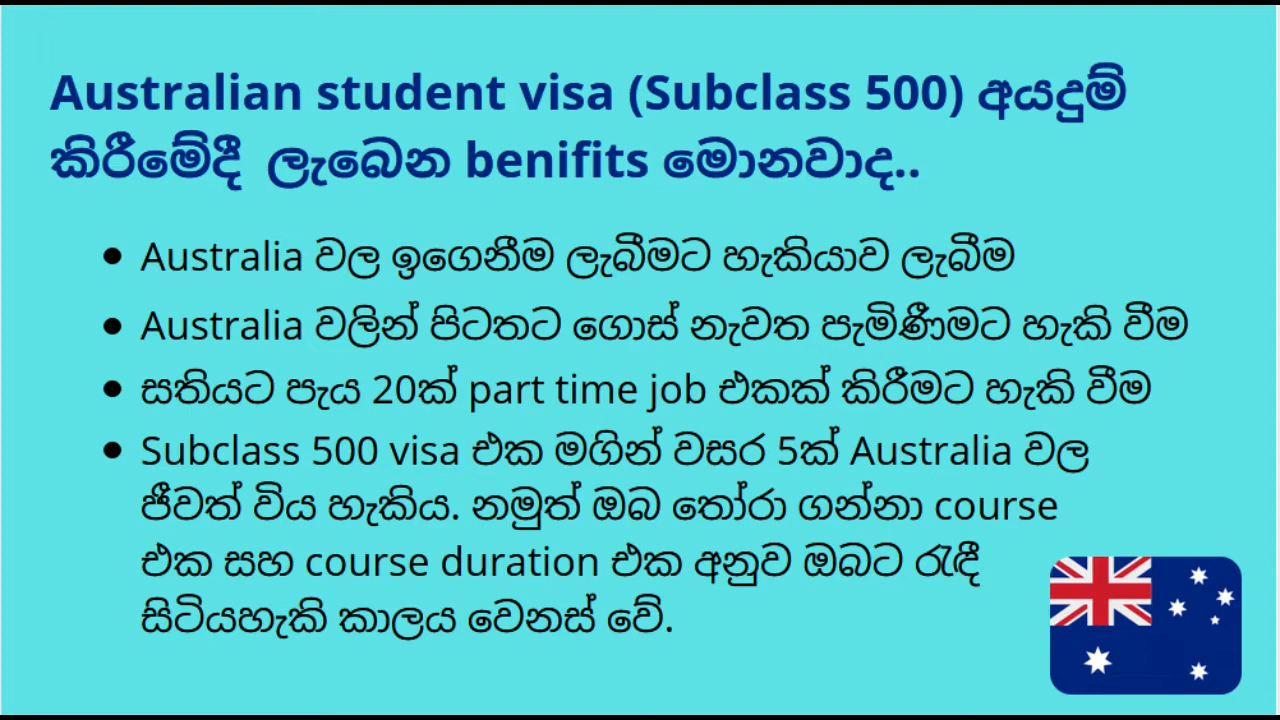 Australian student visa (Subclass 500) අයදුම්
කිරීමේදී ලැබෙන benifits මොනවාද..
• Australia වල ඉගෙනීම ලැබීමට හැකියාව ලැබීම
• Australia වලින් පිටතට ගොස් නැවත පැමිණීමට හැකි වීම
• සතියට පැය 20ක් part time job එකක් කිරීමට හැකි වීම
• Subclass 500 visa එක මගින් වසර 5ක් Australia වල
ජීවත් විය හැකිය. නමුත් ඔබ තෝරා ගන්නා course
එක සහ course duration එක අනුව ඔබට රැඳී
සිටියහැකි කාලය වෙනස් වේ.